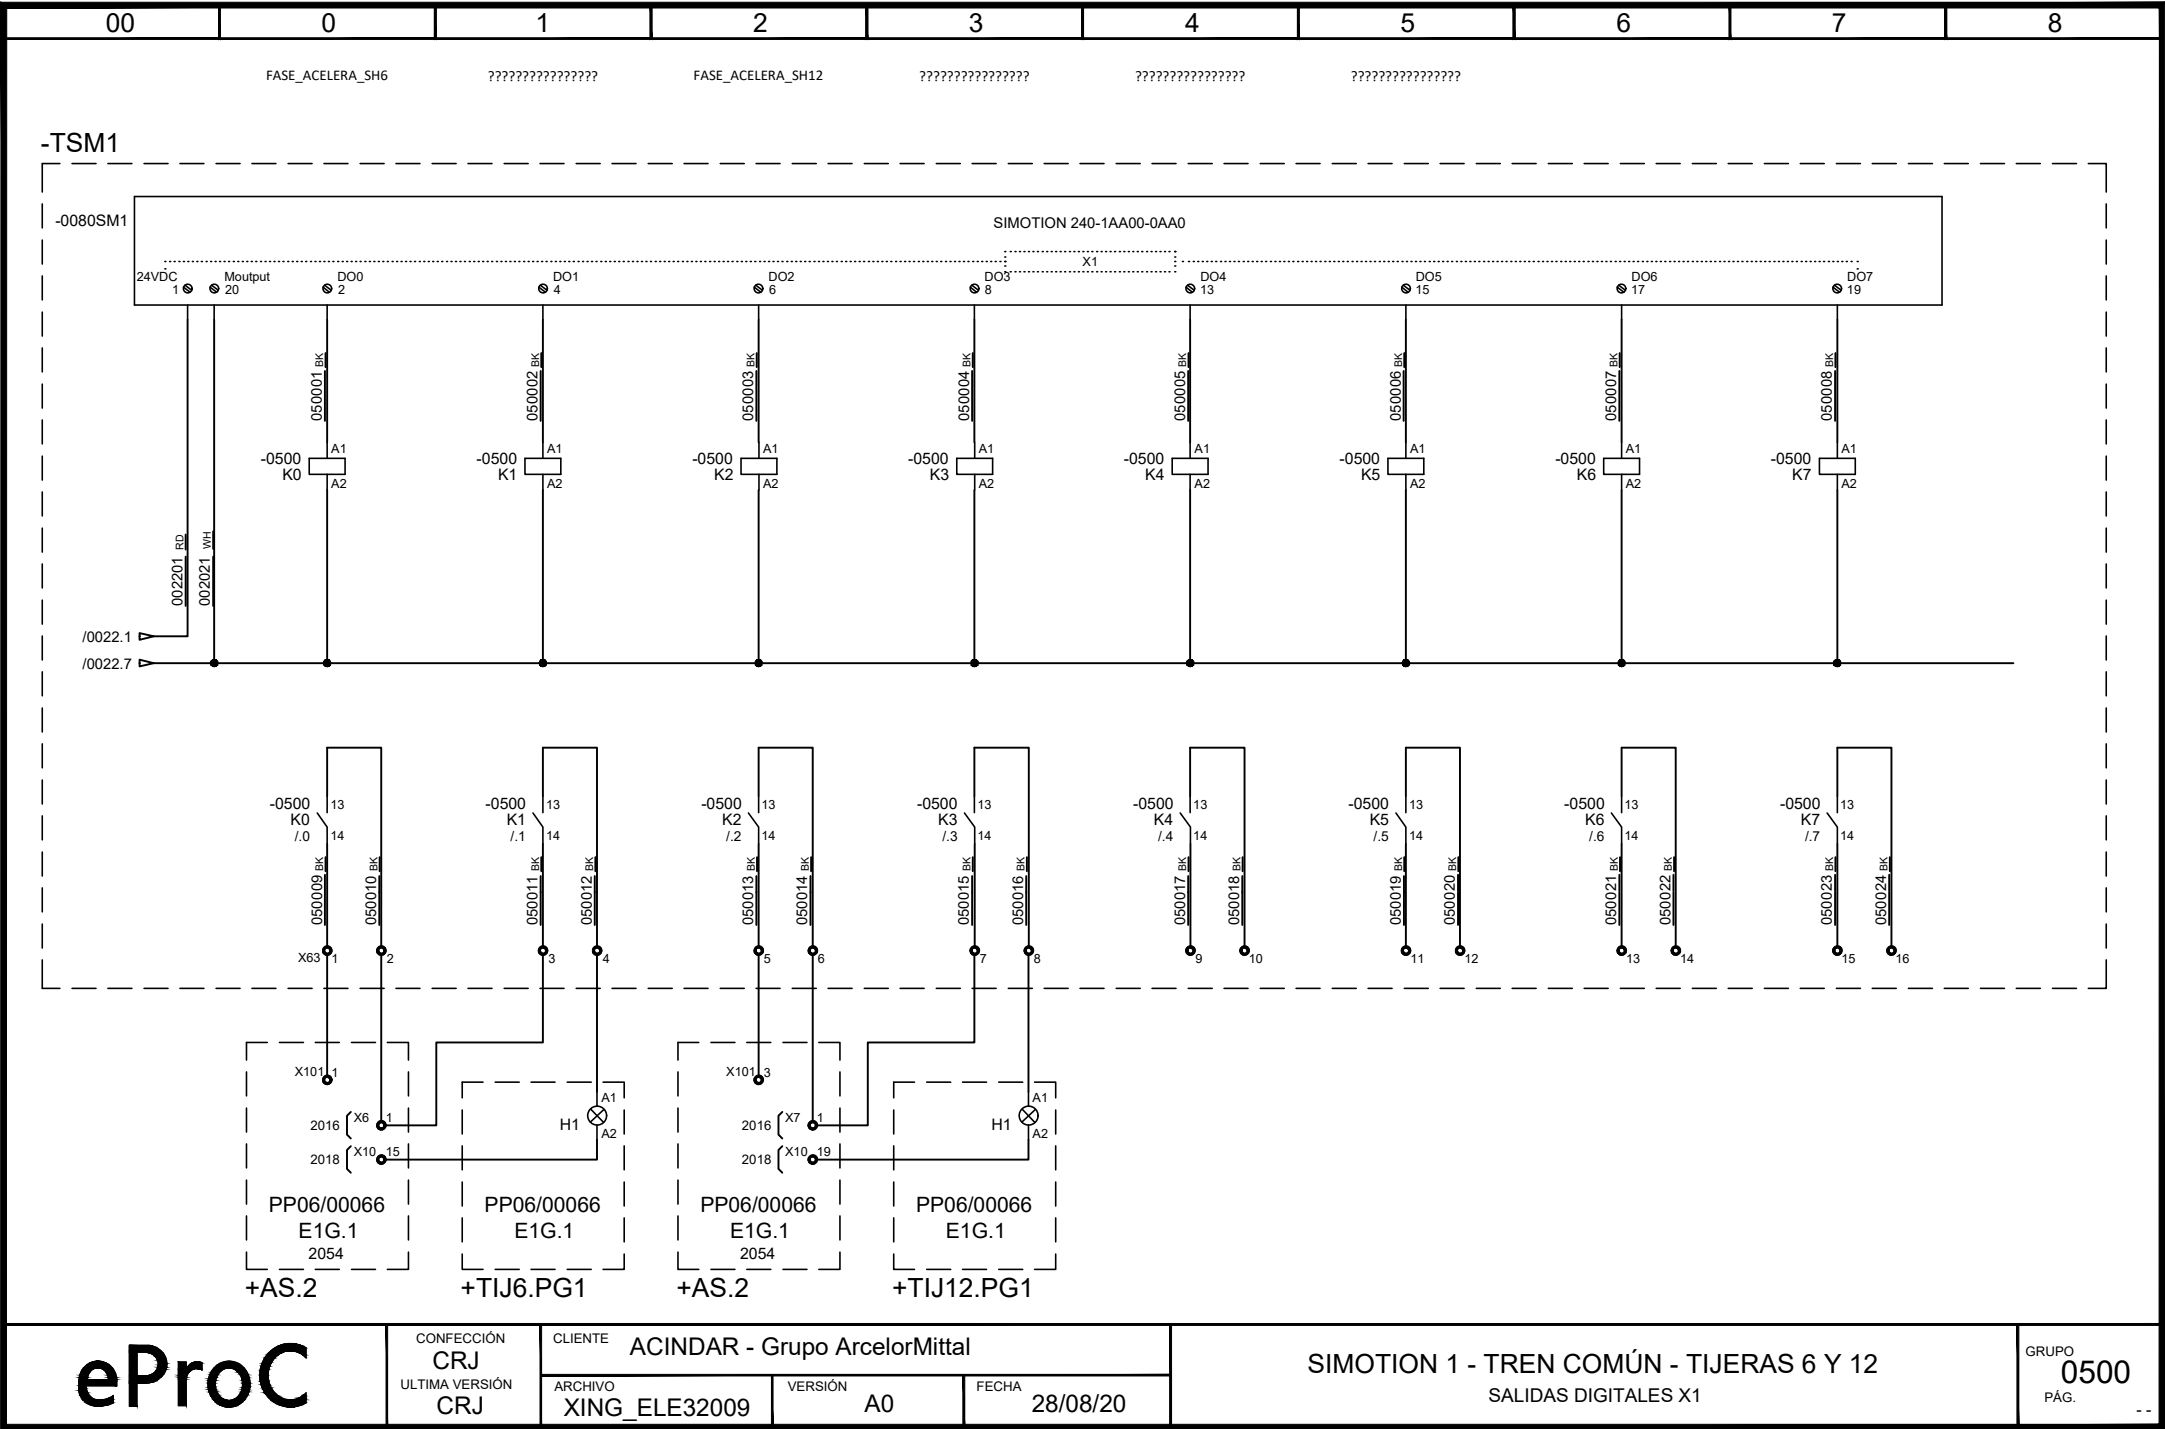 00 0 1 2 3 4 5 6 7 8
FASE_ACELERA_SH6 ???????????????? FASE_ACELERA_SH12 ???????????????? ???????????????? ????????????????
-TSM1
-0080SM1
SIMOTION 240-1AA00-0AA0
X1
24VDC Moutput DO0 DO1 DO2 DO3 DO4 DO5 DO6 DO7
1 20 2 4 6 8 13 15 17 19
050001 BK 050002 BK 050003 BK 050004 BK 050005 BK 050006 BK 050007 BK 050008 BK
A1 A1 A1 A1 A1 A1 A1 A1
-0500 -0500 -0500 -0500 -0500 -0500 -0500 -0500
K0 K1 K2 K3 K4 K5 K6 K7
A2 A2 A2 A2 A2 A2 A2 A2
002201 RD 002021 WH
/0022.1
/0022.7
-0500 13 -0500 13 -0500 13 -0500 13 -0500 13 -0500 13 -0500 13 -0500 13
K0 K1 K2 K3 K4 K5 K6 K7
/.0 14 /.1 14 /.2 14 /.3 14 /.4 14 /.5 14 /.6 14 /.7 14
050009 BK 050010 BK 050011 BK 050012 BK 050013 BK 050014 BK 050015 BK 050016 BK 050017 BK 050018 BK 050019 BK 050020 BK 050021 BK 050022 BK 050023 BK 050024 BK
X63 1 2 3 4 5 6 7 8 9 10 11 12 13 14 15 16
X101 1 X101 3
A1 A1
2016 X6 1 H1 2016 X7 1 H1
A2 A2
2018 X10 15 2018 X10 19
PP06/00066 PP06/00066 PP06/00066 PP06/00066
E1G.1 E1G.1 E1G.1 E1G.1
2054 2054
+AS.2 +TIJ6.PG1 +AS.2 +TIJ12.PG1
eProC
CONFECCIÓN
CRJ
ULTIMA VERSIÓN
CRJ
CLIENTE ACINDAR - Grupo ArcelorMittal
ARCHIVO
XING_ELE32009
VERSIÓN
A0
FECHA
28/08/20
SIMOTION 1 - TREN COMÚN - TIJERAS 6 Y 12
SALIDAS DIGITALES X1
GRUPO
0500
PÁG.
- -